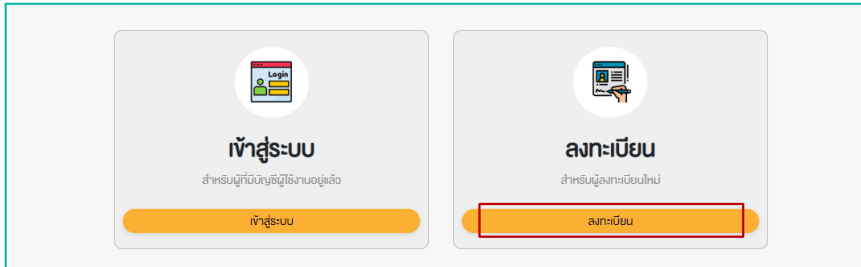 Login
เข้าสู่ระบบ
สำหรับผู้ที่มีบัญชีผู้ใช้งานอยู่แล้ว
เข้าสู่ระบบ
ลงทะเบียน
สำหรับผู้ลงทะเบียนใหม่
ลงทะเบียน